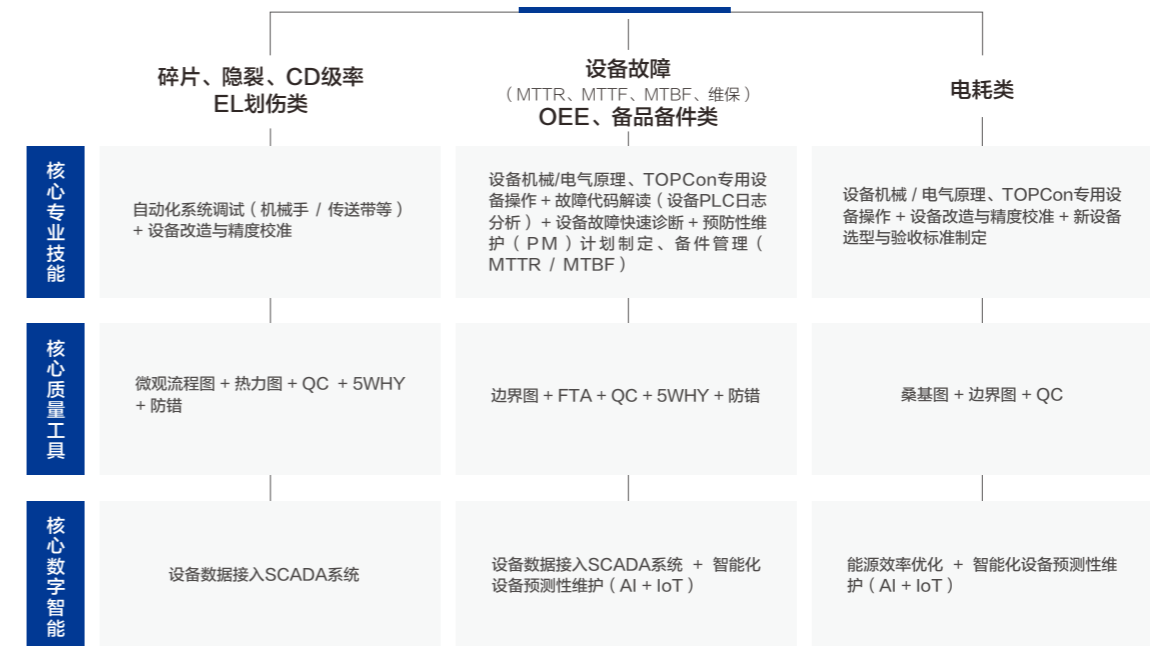 碎片、隐裂、CD级率
EL划伤类
设备故障
（MTTR、MTTF、MTBF、维保）
OEE、备品备件类
电耗类
核心专业技能
自动化系统调试（机械手 / 传送带等）
+ 设备改造与精度校准
设备机械/电气原理、TOPCon专用设
备操作 + 故障代码解读（设备PLC日志
分析）+ 设备故障快速诊断 + 预防性维
护（PM）计划制定、备件管理（
MTTR / MTBF）
设备机械 / 电气原理、TOPCon专用设
备操作 + 设备改造与精度校准 + 新设备
选型与验收标准制定
核心质量工具
微观流程图 + 热力图 + QC + 5WHY
+ 防错
边界图 + FTA + QC + 5WHY + 防错
桑基图 + 边界图 + QC
核心数字智能
设备数据接入SCADA系统
设备数据接入SCADA系统 + 智能化
设备预测性维护（AI + IoT）
能源效率优化 + 智能化设备预测性维
护（AI + IoT）